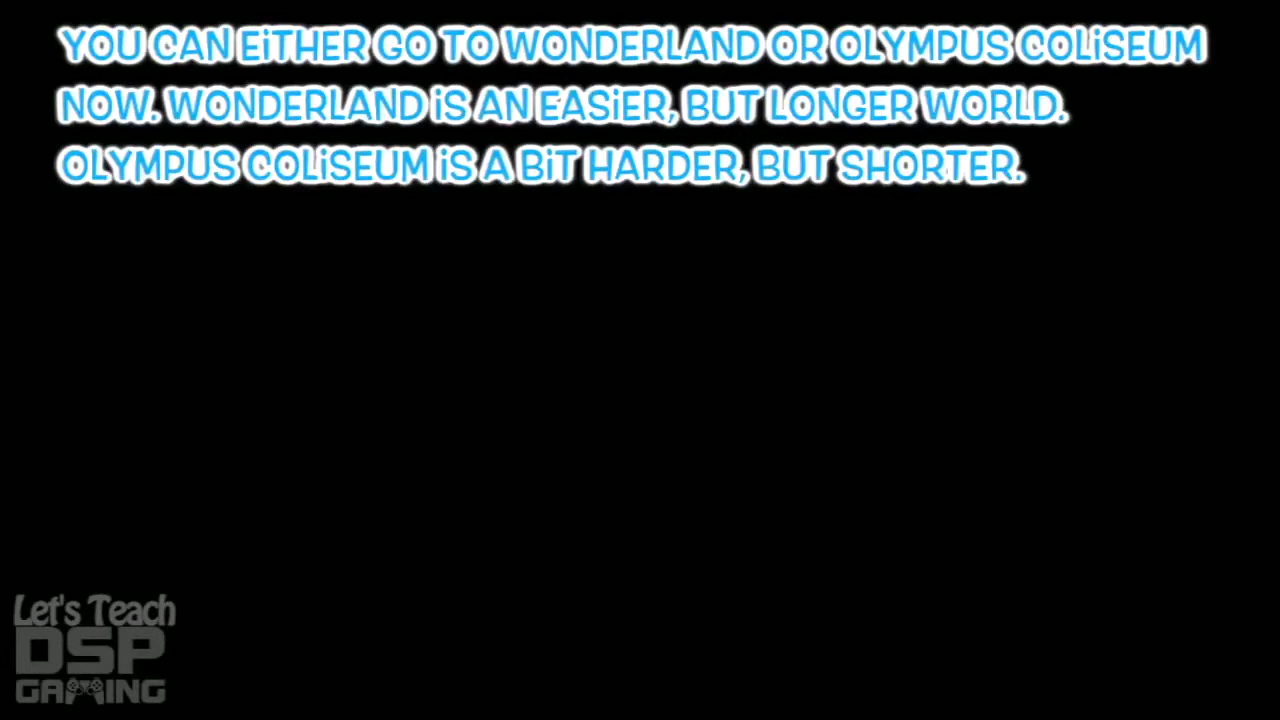 YOU CAN EiTHER GO TO WONDERLAND OR OLYMPUS COLiSEUM
NOW. WONDERLAND iS AN EASiER, BUT LONGER WORLD.
OLYMPUS COLiSEUM iS A BiT HARDER, BUT SHORTER.
Let's Teach
DSP
GAMING